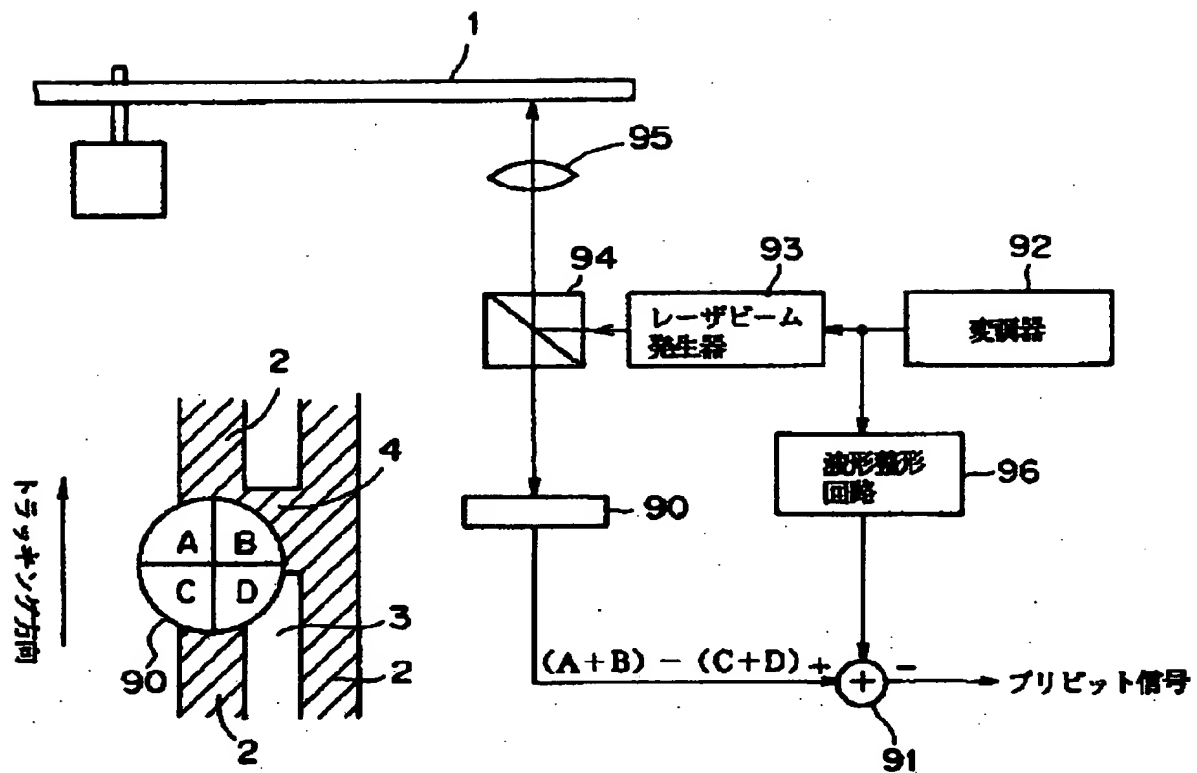 1
95
94
93
92
レーザビーム
発生器
変調器
2
4
波形整形
回路
96
90
A B
C D
トラッキング方向
3
90
2
2
(A+B)-(C+D)
+
+
-
プリピット信号
91